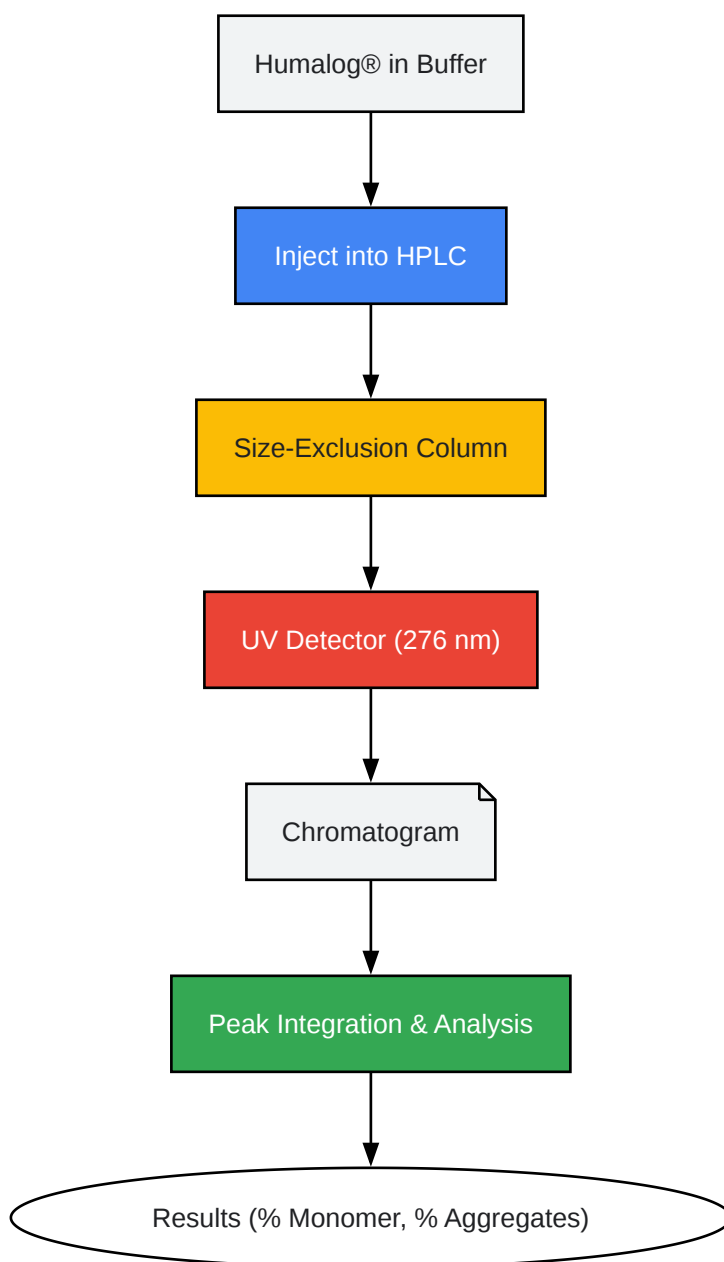 Humalog® in Buffer
Inject into HPLC
Size-Exclusion Column
UV Detector (276 nm)
Chromatogram
Peak Integration & Analysis
Results (% Monomer, % Aggregates)